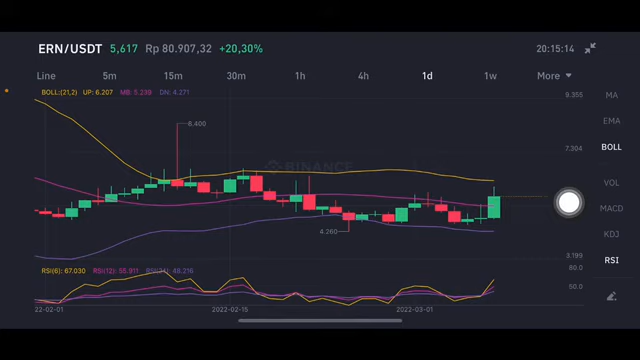 ERN/USDT 5,617 Rp 80.907,32 +20,30% 20:15:14
Line 5m 15m 30m 1h 4h 1d 1w More
BOLL:(21,2) UP: 6.207 MB: 5.239 DN: 4.271
9.355
MA
EMA
8.400
BOLL
7.304
BINANCE
VOL
MACD
4.260
KDJ
3.199
RSI
RSI(6): 67.030 RSI(12): 55.911 RSI(24): 48.216
80.0
50.0
22-02-01 2022-02-15 2022-03-01